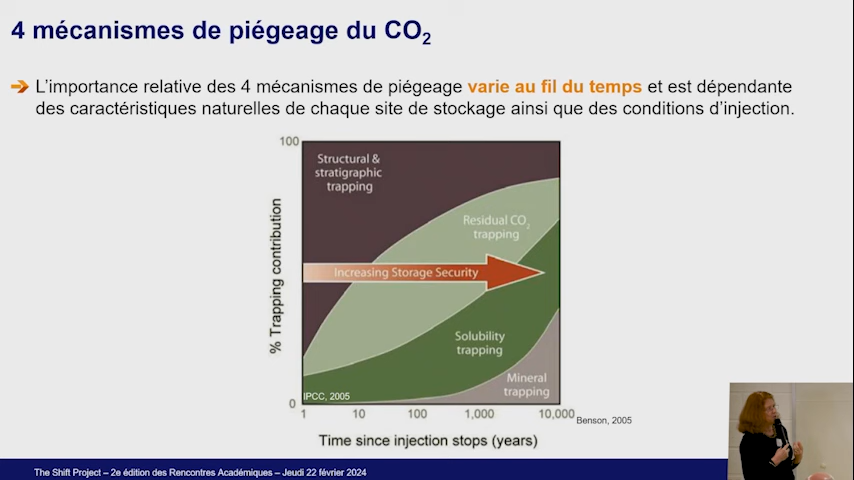 4 mécanismes de piégeage du CO₂
L'importance relative des 4 mécanismes de piégeage varie au fil du temps et est dépendante
des caractéristiques naturelles de chaque site de stockage ainsi que des conditions d'injection.
100
Structural &
stratigraphic
trapping
Residual CO₂
trapping
% Trapping contribution
Increasing Storage Security
Solubility
trapping
Mineral
trapping
IPCC, 2005
0
1 10 100 1,000 10,000
Benson, 2005
Time since injection stops (years)
The Shift Project – 2e édition des Rencontres Académiques – Jeudi 22 février 2024